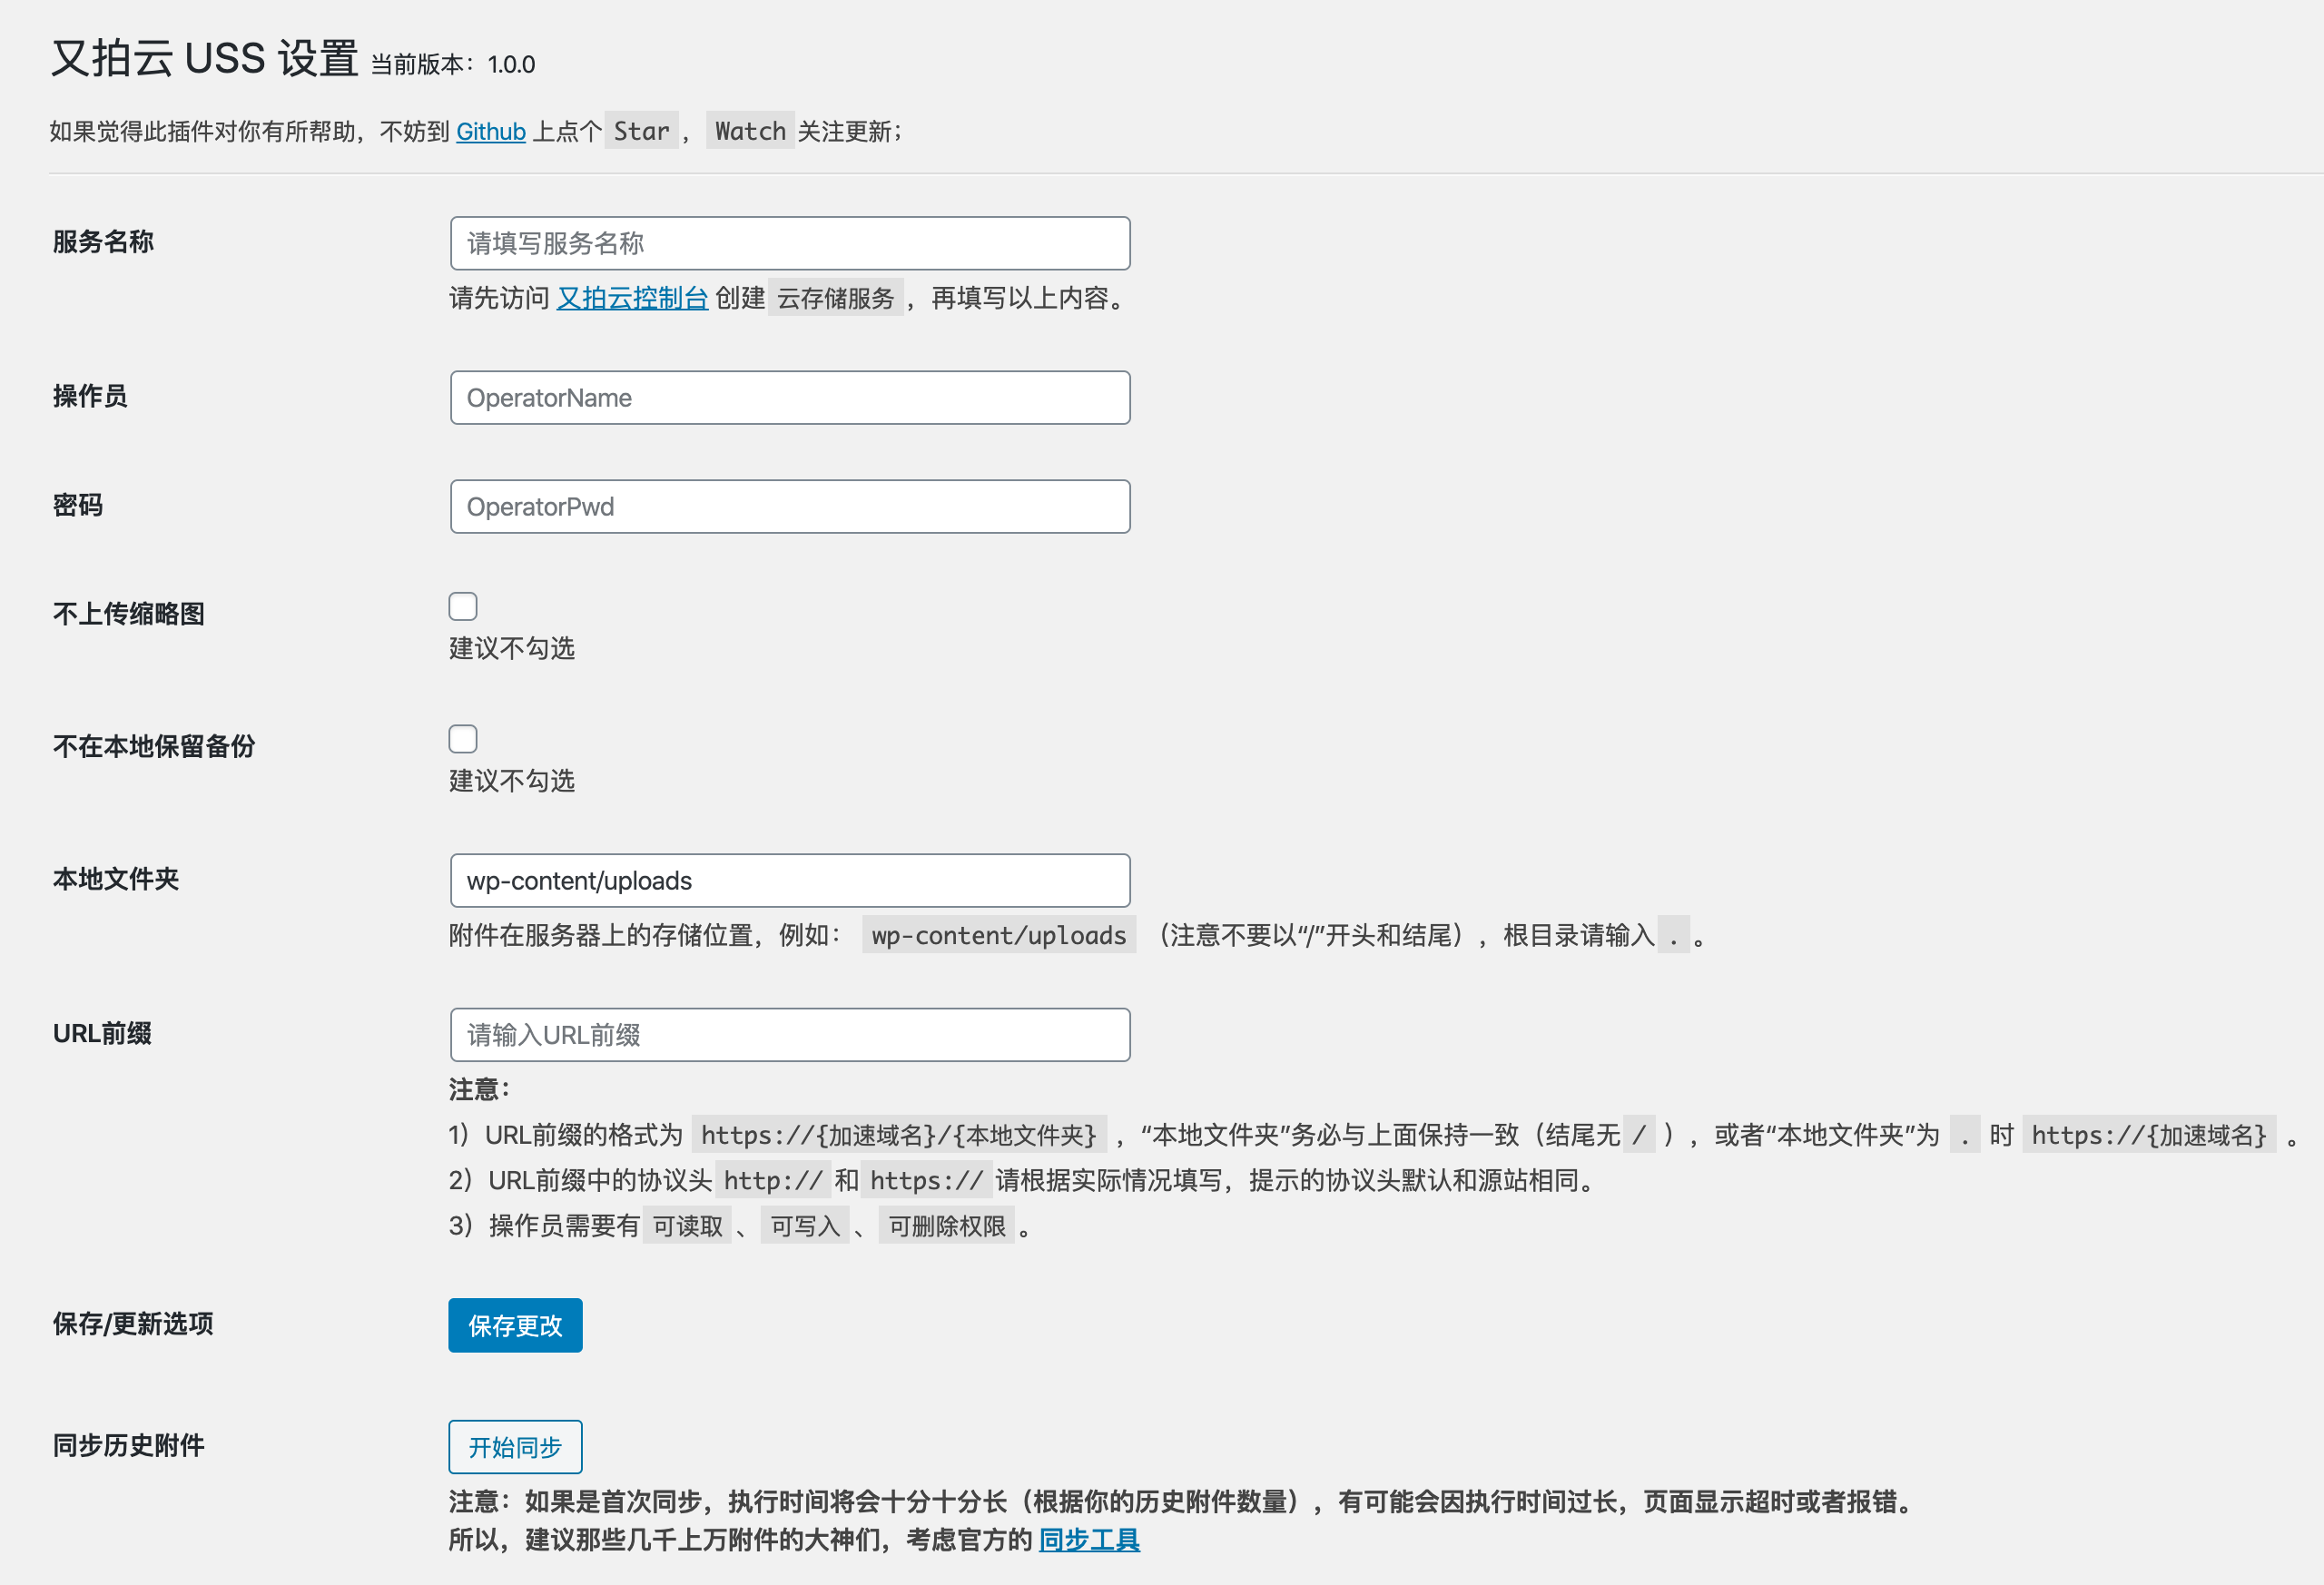 又拍云 USS 设置 当前版本：1.0.0
如果觉得此插件对你有所帮助，不妨到 Github 上点个 Star ， Watch 关注更新；
服务名称
请填写服务名称
请先访问 又拍云控制台 创建 云存储服务 ，再填写以上内容。
操作员
OperatorName
密码
OperatorPwd
不上传缩略图
建议不勾选
不在本地保留备份
建议不勾选
本地文件夹
wp-content/uploads
附件在服务器上的存储位置，例如： wp-content/uploads （注意不要以“/”开头和结尾），根目录请输入 . 。
URL前缀
请输入URL前缀
注意：
1）URL前缀的格式为 https://{加速域名}/{本地文件夹} ，“本地文件夹”务必与上面保持一致（结尾无 / ），或者“本地文件夹”为 . 时 https://{加速域名} 。
2）URL前缀中的协议头 http:// 和 https:// 请根据实际情况填写，提示的协议头默认和源站相同。
3）操作员需要有 可读取 、 可写入 、 可删除权限 。
保存/更新选项
保存更改
同步历史附件
开始同步
注意：如果是首次同步，执行时间将会十分十分长（根据你的历史附件数量），有可能会因执行时间过长，页面显示超时或者报错。
所以，建议那些几千上万附件的大神们，考虑官方的 同步工具